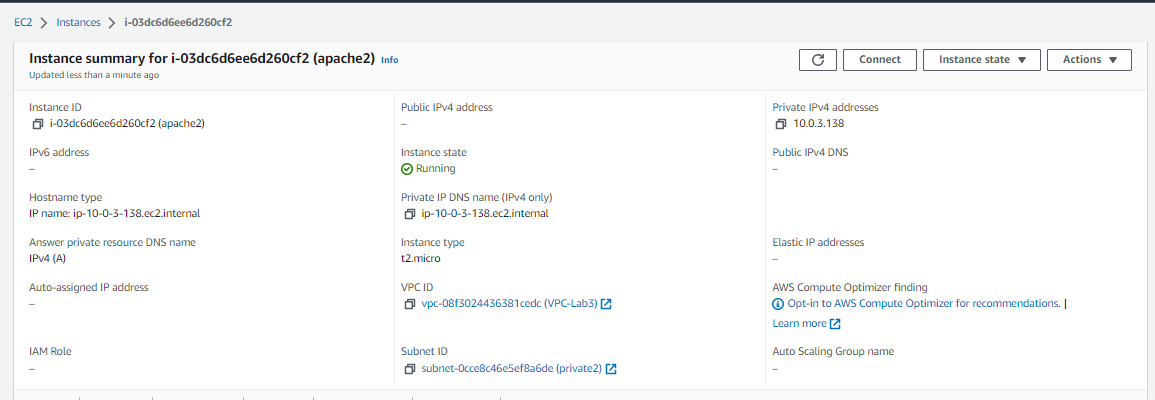 EC2 > Instances > i-03dc6d6ee6d260cf2
Instance summary for i-03dc6d6ee6d260cf2 (apache2) Info
Updated less than a minute ago
Connect
Instance state
Actions
Instance ID
i-03dc6d6ee6d260cf2 (apache2)
Public IPv4 address
–
Private IPv4 addresses
10.0.3.138
IPv6 address
–
Instance state
Running
Public IPv4 DNS
–
Hostname type
IP name: ip-10-0-3-138.ec2.internal
Private IP DNS name (IPv4 only)
ip-10-0-3-138.ec2.internal
Answer private resource DNS name
IPv4 (A)
Instance type
t2.micro
Elastic IP addresses
–
Auto-assigned IP address
–
VPC ID
vpc-08f3024436381cedc (VPC-Lab3)
AWS Compute Optimizer finding
Opt-in to AWS Compute Optimizer for recommendations. |
Learn more
IAM Role
–
Subnet ID
subnet-0cce8c46e5ef8a6de (private2)
Auto Scaling Group name
–